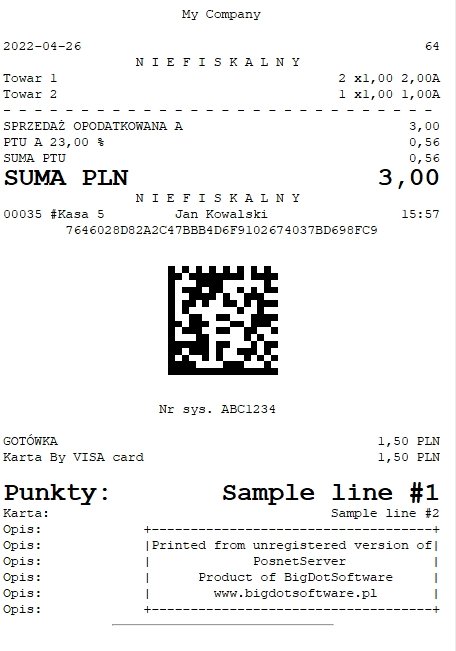 My Company
2022-04-26 64
N I E F I S K A L N Y
Towar 1 2 x1,00 2,00A
Towar 2 1 x1,00 1,00A
- - - - - - - - - - - - - - - - - - - - - - - - - - - -
SPRZEDAŻ OPODATKOWANA A 3,00
PTU A 23,00 % 0,56
SUMA PTU 0,56
SUMA PLN 3,00
N I E F I S K A L N Y
00035 #Kasa 5 Jan Kowalski 15:57
7646028D82A2C47BBB4D6F9102674037BD698FC9
Nr sys. ABC1234
GOTÓWKA 1,50 PLN
Karta By VISA card 1,50 PLN
Punkty: Sample line #1
Karta: Sample line #2
Opis: +------------------------------------+
Opis: |Printed from unregistered version of|
Opis: | PosnetServer |
Opis: | Product of BigDotSoftware |
Opis: | www.bigdotsoftware.pl |
Opis: +------------------------------------+